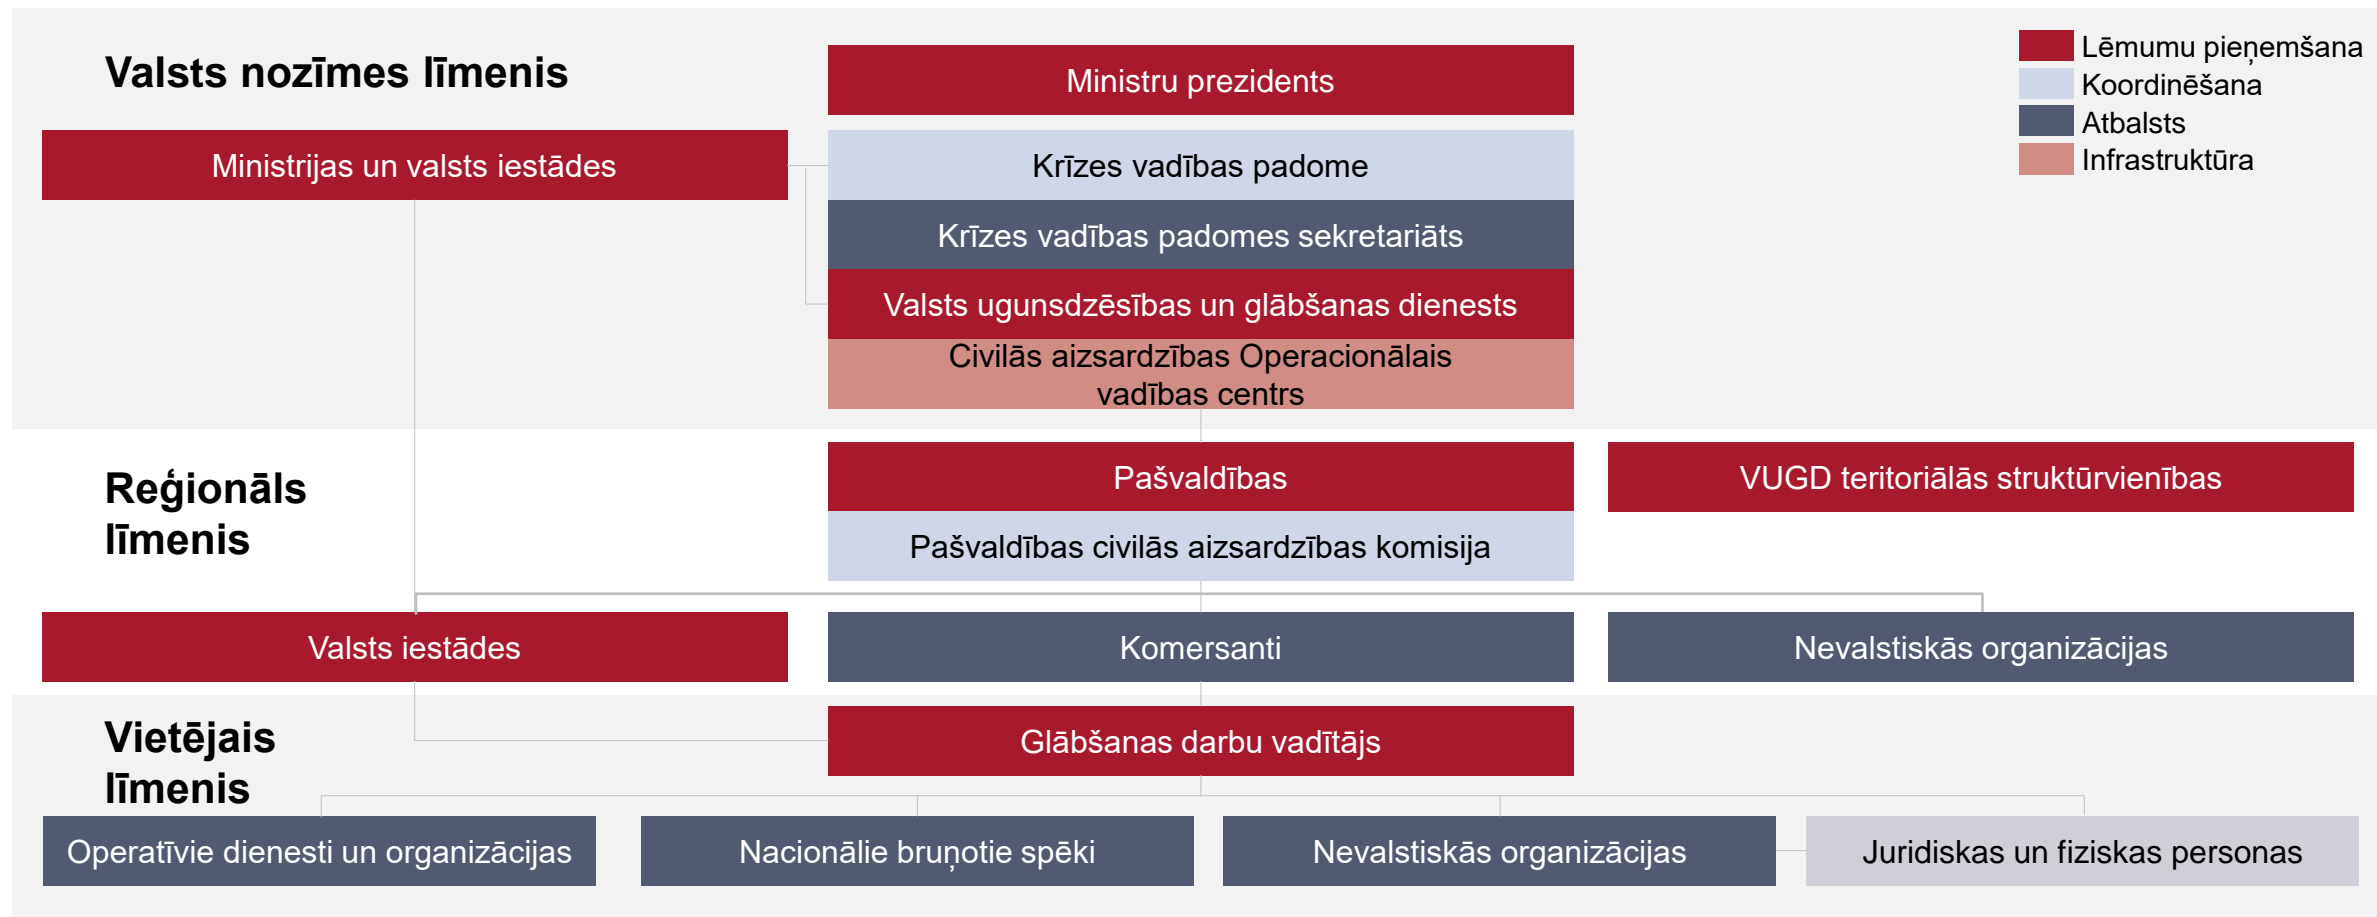 Valsts nozīmes līmenis
Ministru prezidents
Lēmumu pieņemšana
Koordinēšana
Atbalsts
Infrastruktūra
Ministrijas un valsts iestādes
Krīzes vadības padome
Krīzes vadības padomes sekretariāts
Valsts ugunsdzēsības un glābšanas dienests
Civilās aizsardzības Operacionālais
vadības centrs
Reģionāls
līmenis
Pašvaldības
VUGD teritoriālās struktūrvienības
Pašvaldības civilās aizsardzības komisija
Valsts iestādes
Komersanti
Nevalstiskās organizācijas
Vietējais
līmenis
Glābšanas darbu vadītājs
Operatīvie dienesti un organizācijas
Nacionālie bruņotie spēki
Nevalstiskās organizācijas
Juridiskas un fiziskas personas